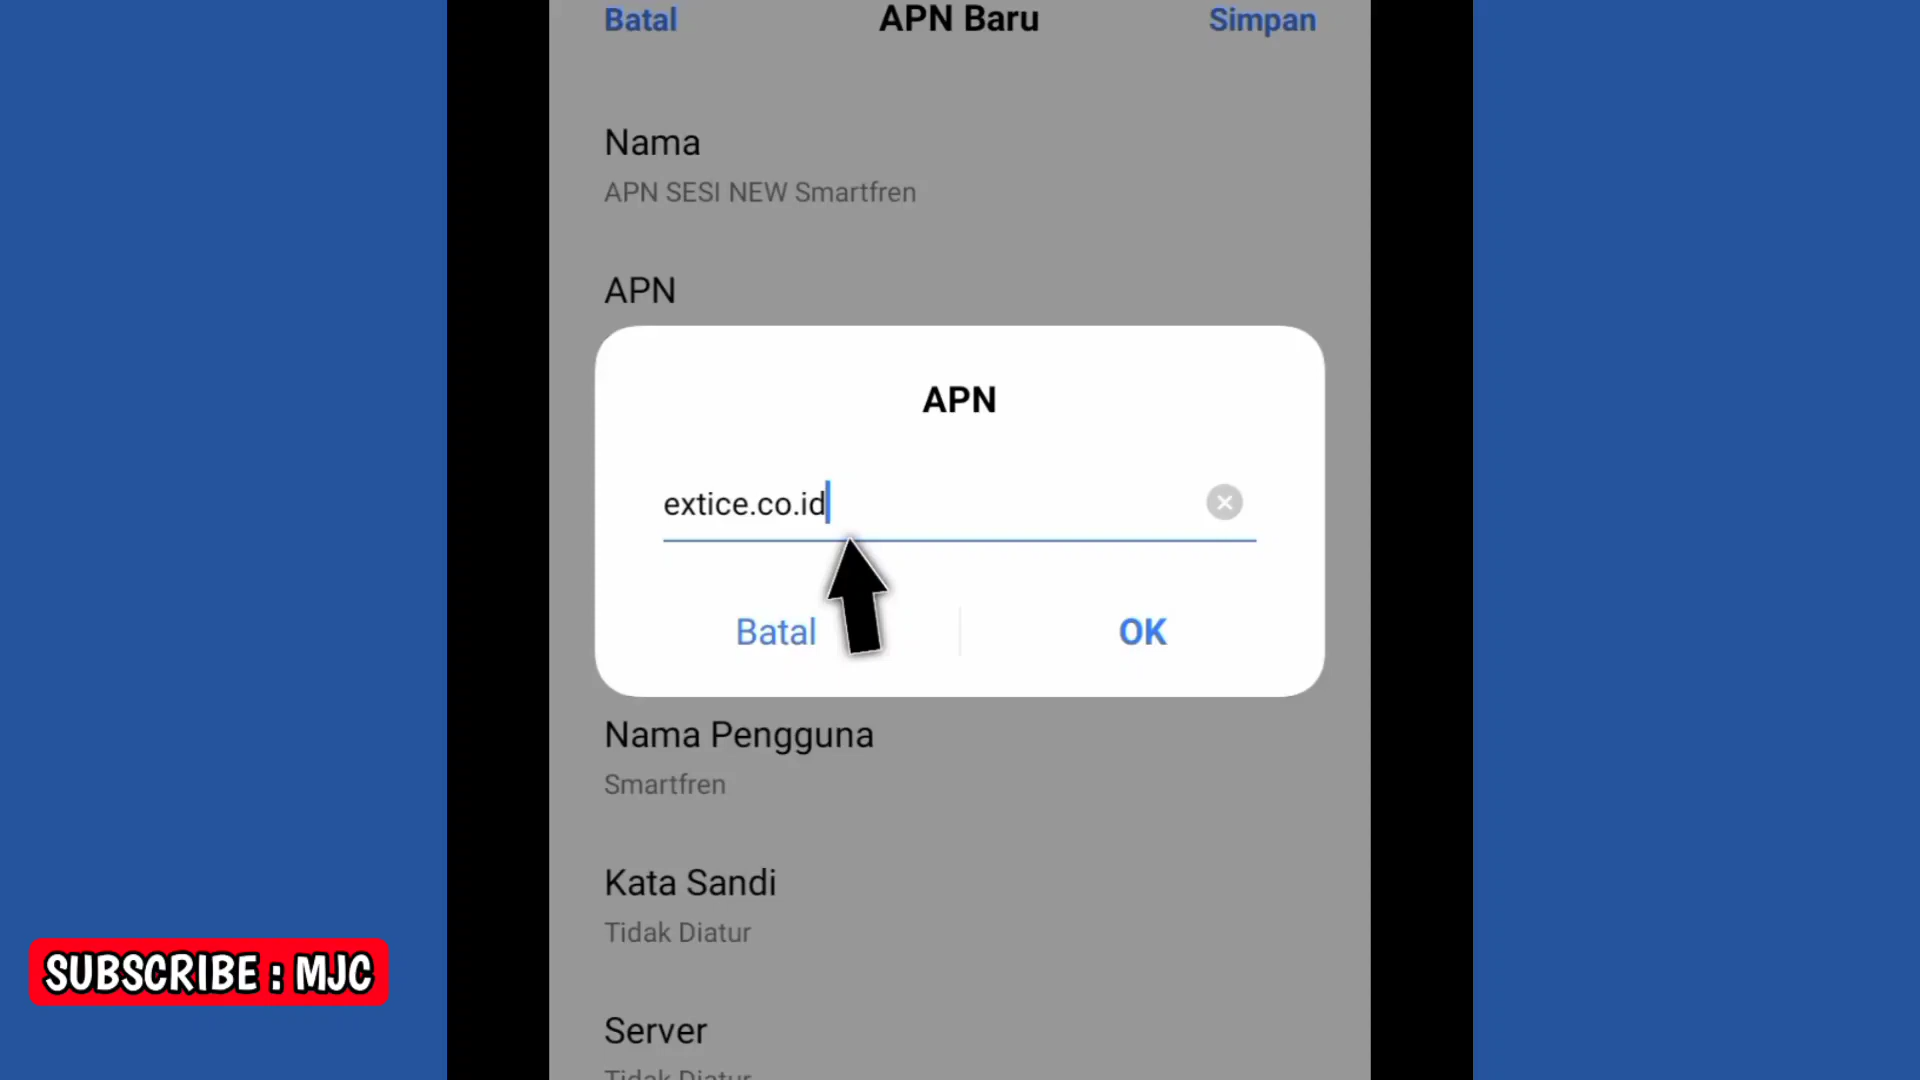 Batal APN Baru Simpan
Nama
APN SESI NEW Smartfren
APN
APN
extice.co.id
Batal OK
Nama Pengguna
Smartfren
Kata Sandi
Tidak Diatur
SUBSCRIBE : MJC
Server
Tidak Diatur